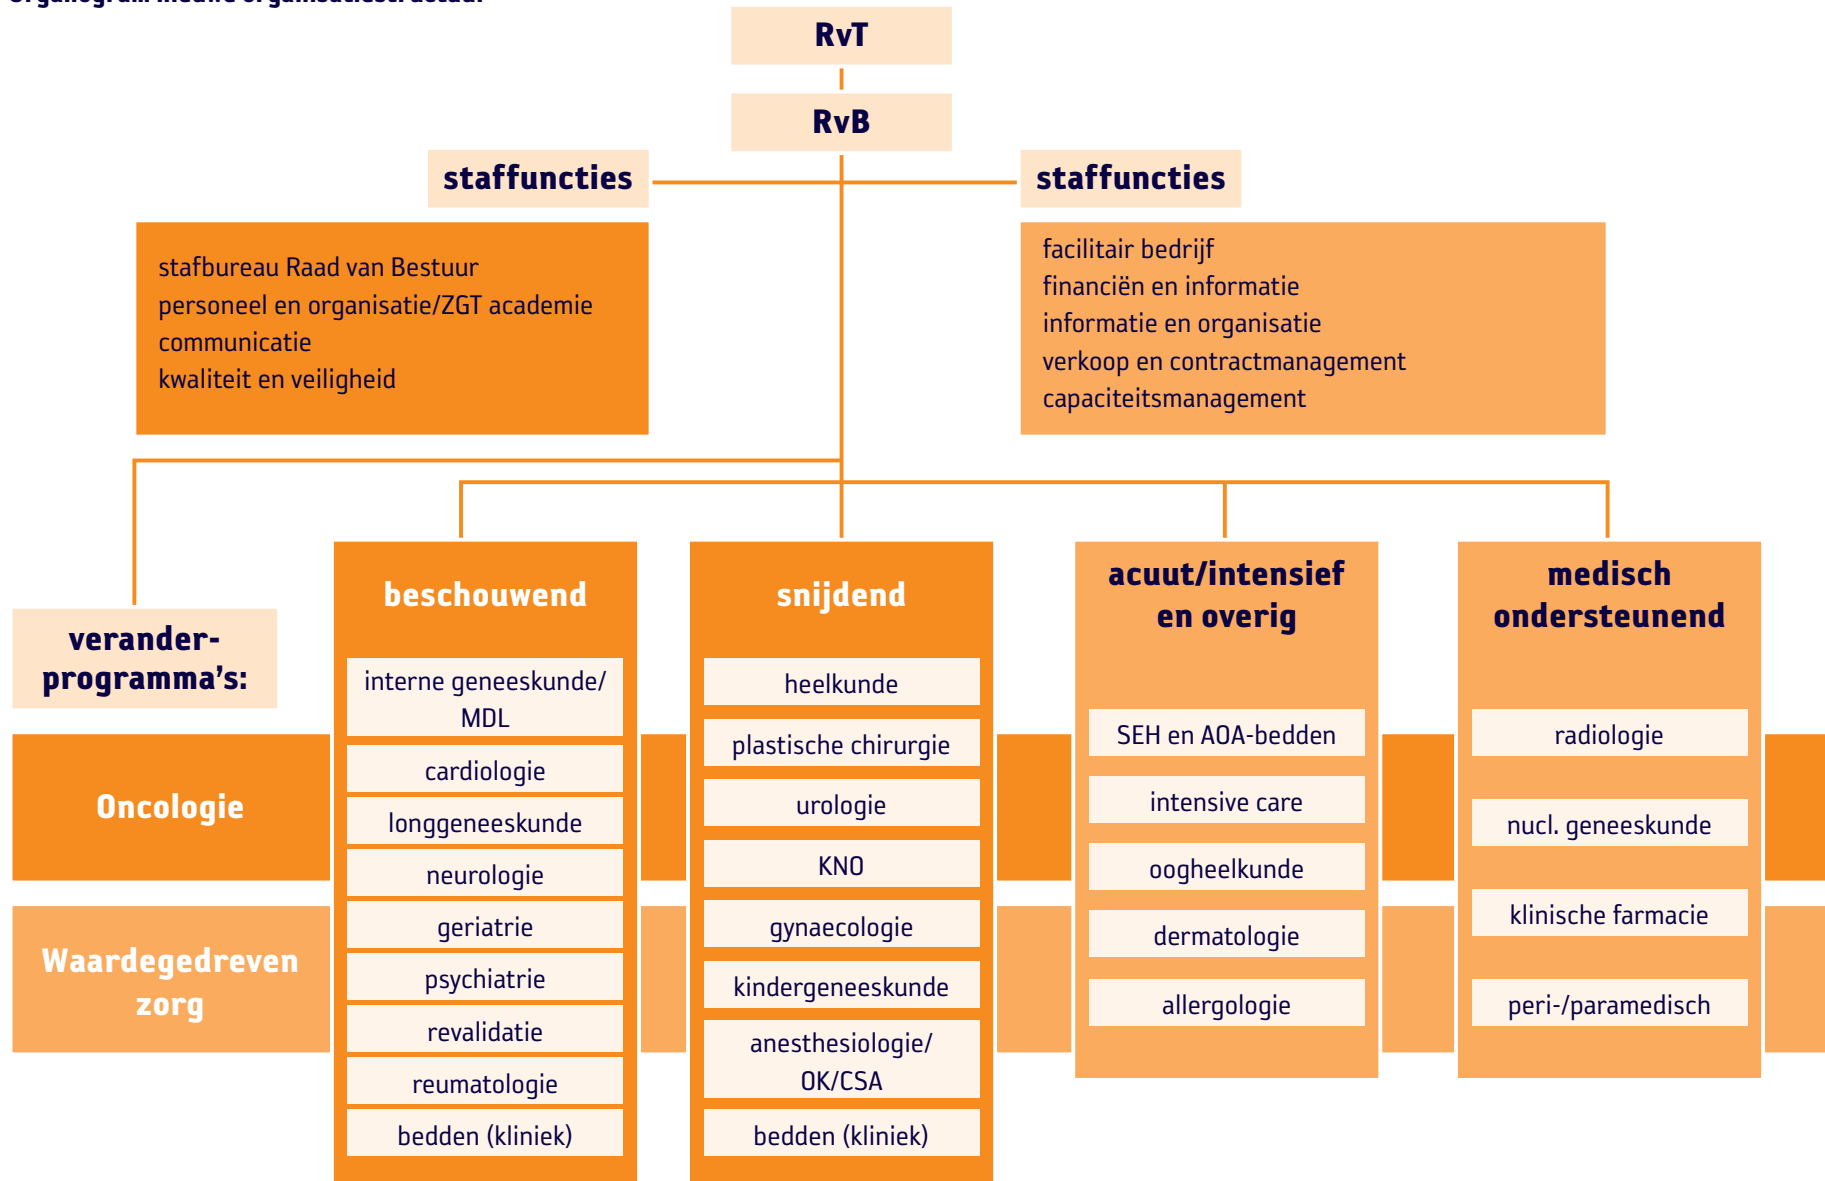 organogram nieuwe organisatiestructuur
RvT
RvB
staffuncties
staffuncties
stafbureau Raad van Bestuur
personeel en organisatie/ZGT academie
communicatie
kwaliteit en veiligheid
facilitair bedrijf
financiën en informatie
informatie en organisatie
verkoop en contractmanagement
capaciteitsmanagement
verander-
programma's:
Oncologie
Waardegedreven
zorg
beschouwend
interne geneeskunde/
MDL
cardiologie
longgeneeskunde
neurologie
geriatrie
psychiatrie
revalidatie
reumatologie
bedden (kliniek)
snijdend
heelkunde
plastische chirurgie
urologie
KNO
gynaecologie
kindergeneeskunde
anesthesiologie/
OK/CSA
bedden (kliniek)
acuut/intensief
en overig
SEH en AOA-bedden
intensive care
oogheelkunde
dermatologie
allergologie
medisch
ondersteunend
radiologie
nucl. geneeskunde
klinische farmacie
peri-/paramedisch